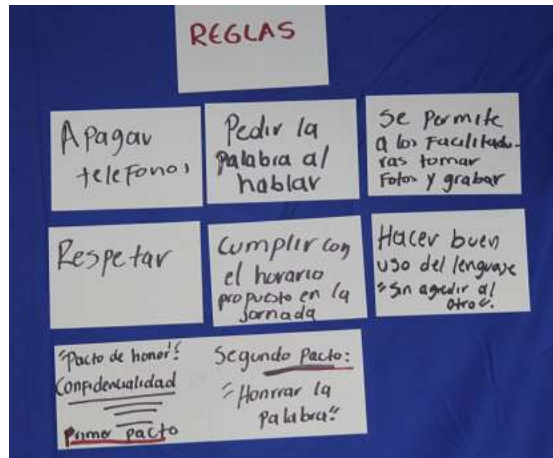 REGLAS
Apagar
telefonos
Pedir la
palabra al
hablar
Se Permite
a los Facilitado-
ras tomar
Fotos y grabar
Respetar
Cumplir con
el horario
propuesto en la
jornada
Hacer buen
uso del lenguaje
"Sin agredir al
otro".
"Pacto de honor":
Confidencialidad
Primer pacto
Segundo Pacto:
"Honrrar la
palabra"